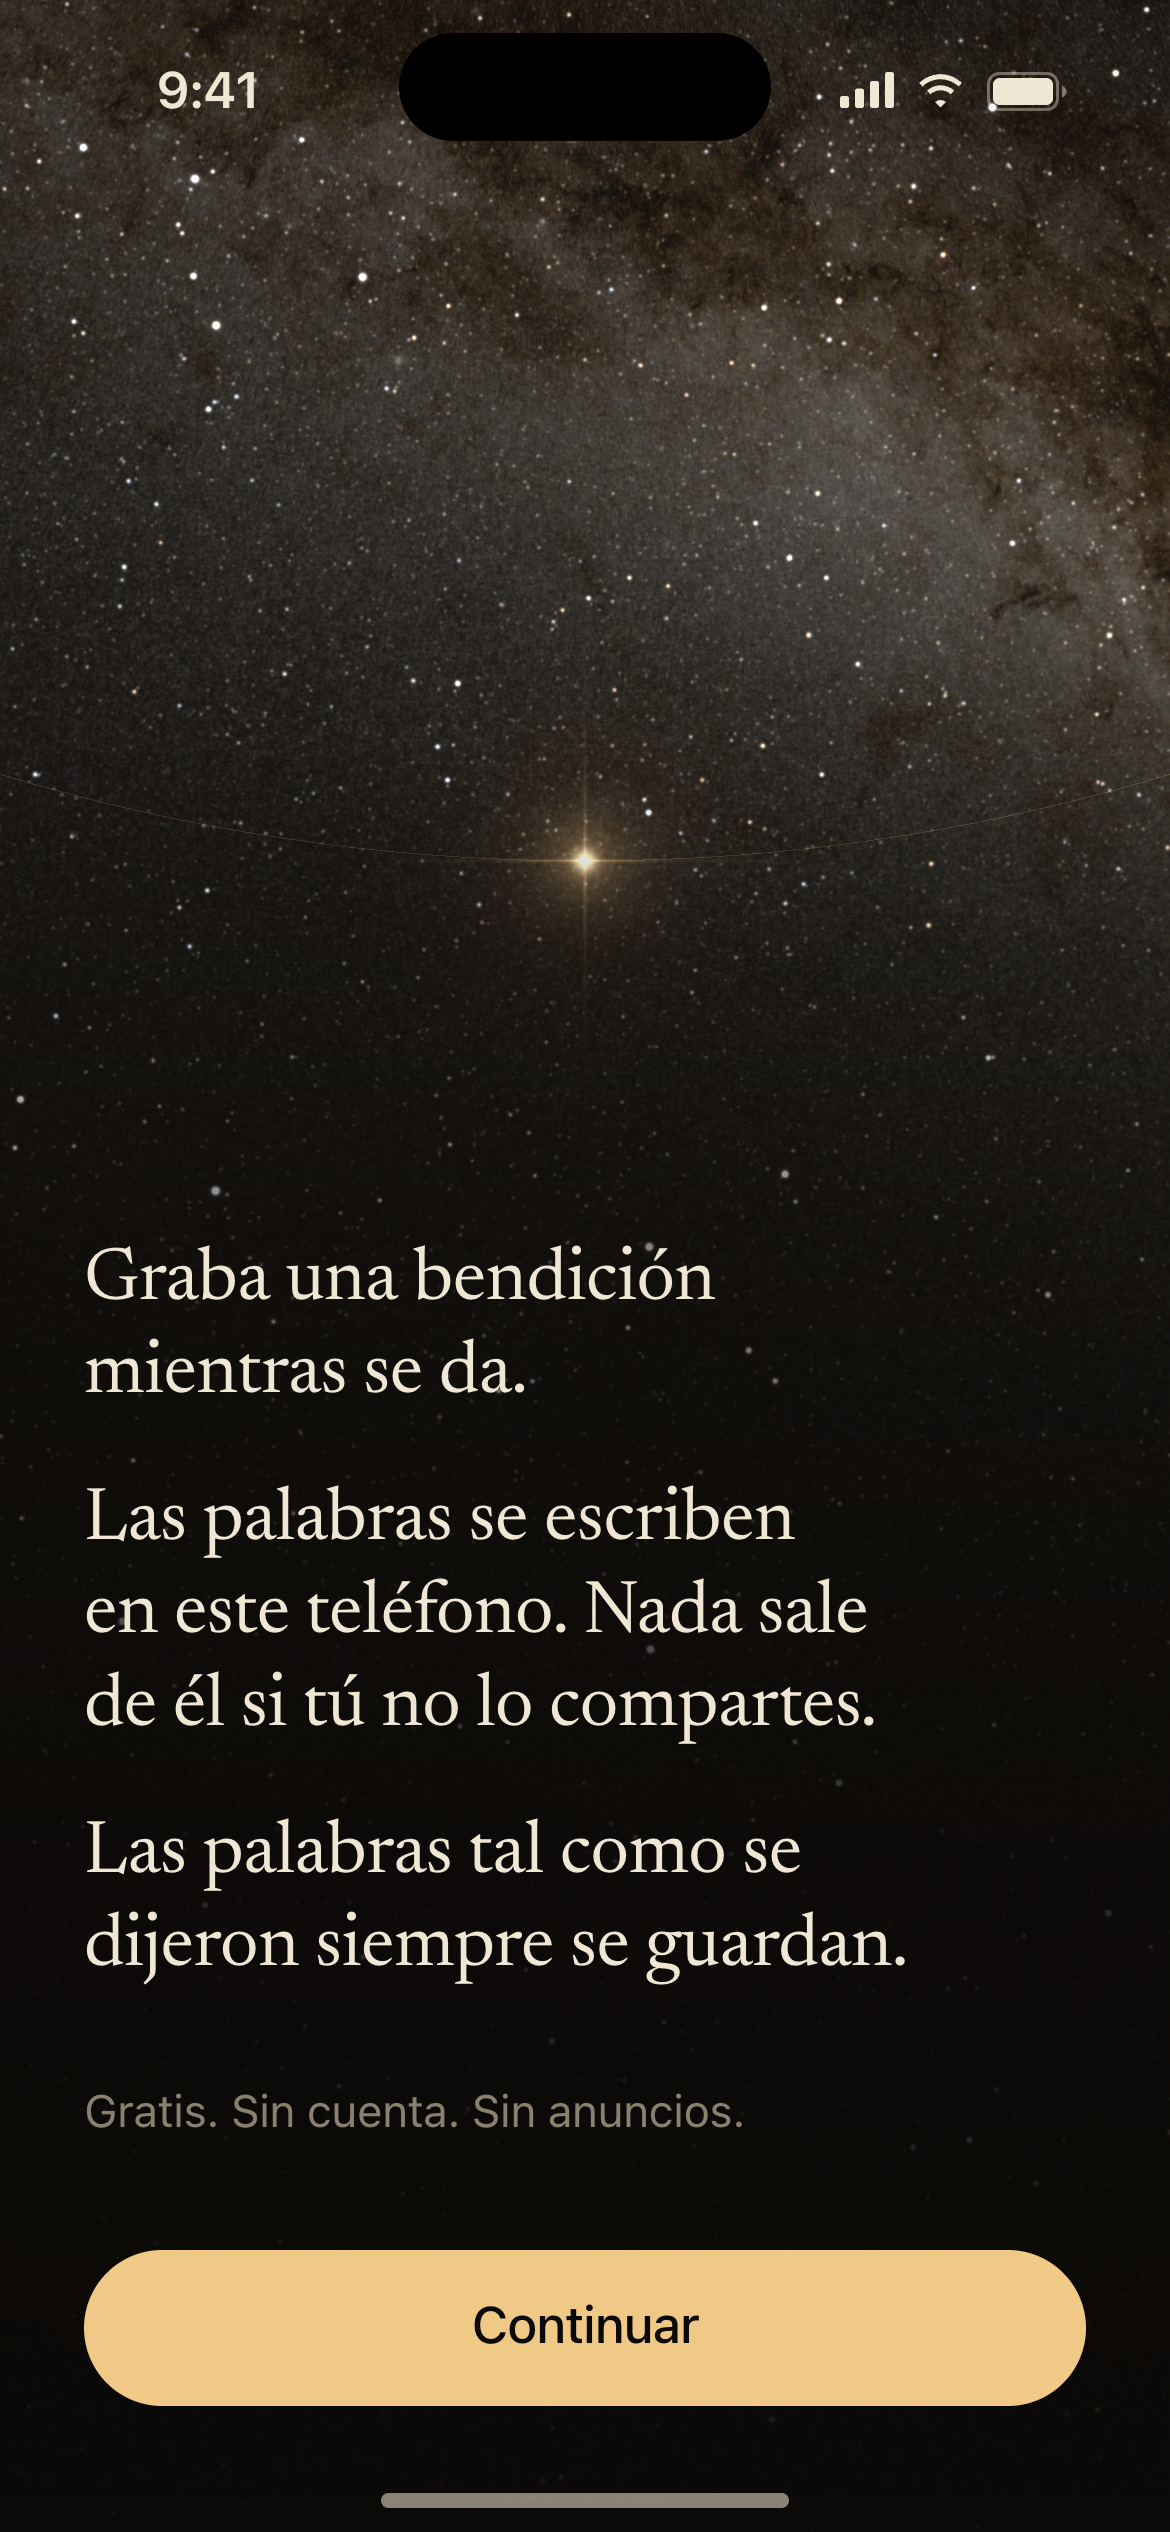 9:41
Graba una bendición
mientras se da.
Las palabras se escriben
en este teléfono. Nada sale
de él si tú no lo compartes.
Las palabras tal como se
dijeron siempre se guardan.
Gratis. Sin cuenta. Sin anuncios.
Continuar